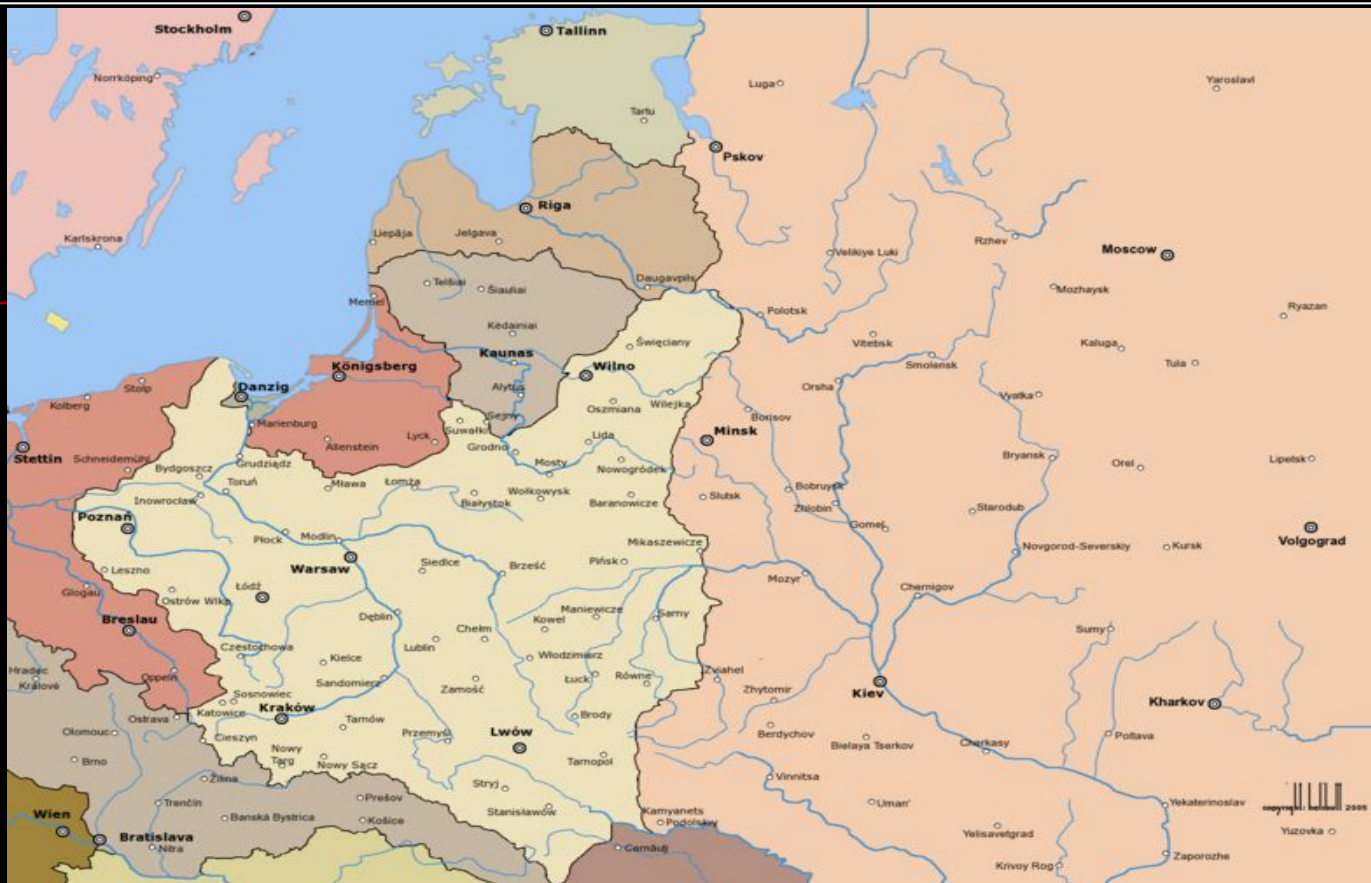 Stockholm
Tallinn
Norrköping
Luga
Yaroslavl
Tartu
Pskov
Riga
Karlskrona
Liepāja
Jelgava
Velikiye Luki
Rzhev
Moscow
Telšiai
Šiauliai
Daugavpils
Memel
Mozhaysk
Polotsk
Ryazan
Kėdainiai
Vitebsk
Kaluga
Święciany
Kaunas
Königsberg
Wilno
Smolensk
Tula
Stolp
Danzig
Alytus
Orsha
Vyatka
Kolberg
Oszmiana
Wilejka
Borisov
Marienburg
Sejny
Suwałki
Minsk
Allenstein
Lyck
Lida
Grodno
Stettin
Schneidemühl
Grudziądz
Bryansk
Orel
Lipetsk
Bydgoszcz
Mosty
Nowogródek
Toruń
Mława
Łomża
Wołkowysk
Bobruysk
Inowrocław
Białystok
Baranowicze
Slutsk
Zhlobin
Starodub
Poznań
Gomel
Płock
Modlin
Mikaszewicze
Novgorod-Severskiy
Kursk
Volgograd
Warsaw
Siedlce
Brześć
Pińsk
Leszno
Mozyr
Glogau
Łódź
Chernigov
Ostrów Wlkp
Maniewicze
Sarny
Breslau
Dęblin
Kowel
Sumy
Chełm
Częstochowa
Lublin
Kielce
Włodzimierz
Hradec
Králové
Oppeln
Sandomierz
Zamość
Łuck
Równe
Zviahel
Kiev
Zhytomir
Sosnowiec
Katowice
Kraków
Kharkov
Ostrava
Tarnów
Brody
Olomouc
Cieszyn
Przemyśl
Lwów
Berdychov
Bielaya Tserkov
Poltava
Nowy
Targ
Nowy Sącz
Tarnopol
Cherkasy
Brno
Žilina
Stryj
Vinnitsa
Trenčín
Prešov
Stanisławów
Uman'
Yekaterinoslav
Wien
Banská Bystrica
Košice
Kamyanets
Podolskiy
Yelisavetgrad
Yuzovka
Bratislava
Nitra
Cernăuţi
Krivoy Rog
Zaporozhe
2005